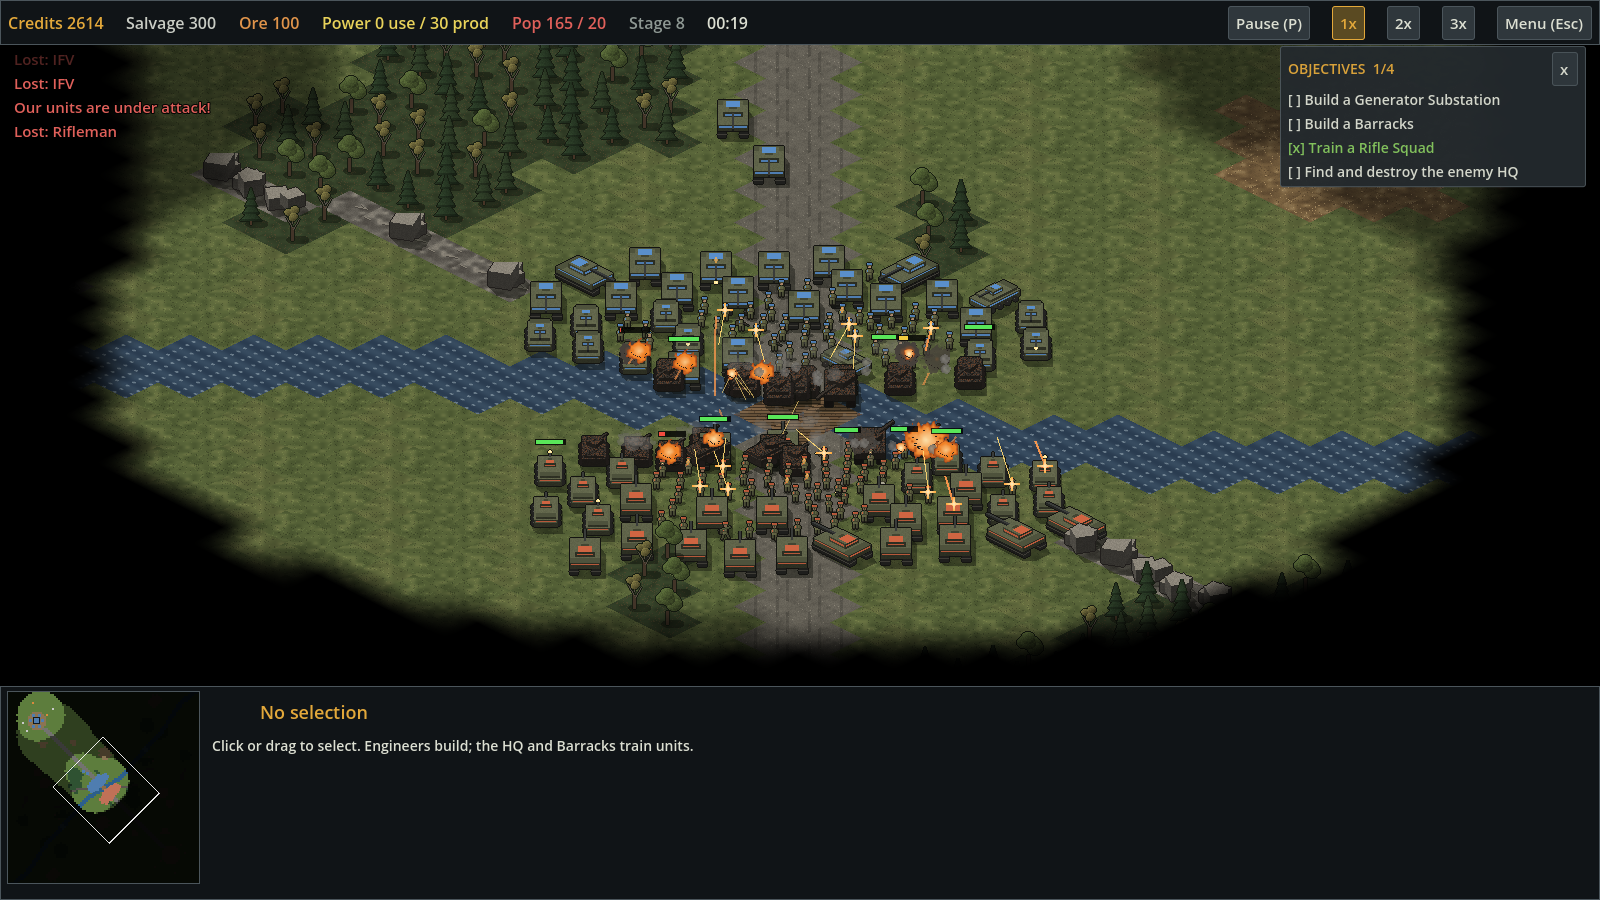 Credits 2614 Salvage 300 Ore 100 Power 0 use / 30 prod Pop 165 / 20 Stage 8 00:19 Pause (P) 1x 2x 3x Menu (Esc)
Lost: IFV
Lost: IFV
Our units are under attack!
Lost: Rifleman
OBJECTIVES 1/4 x
[ ] Build a Generator Substation
[ ] Build a Barracks
[x] Train a Rifle Squad
[ ] Find and destroy the enemy HQ
No selection
Click or drag to select. Engineers build; the HQ and Barracks train units.